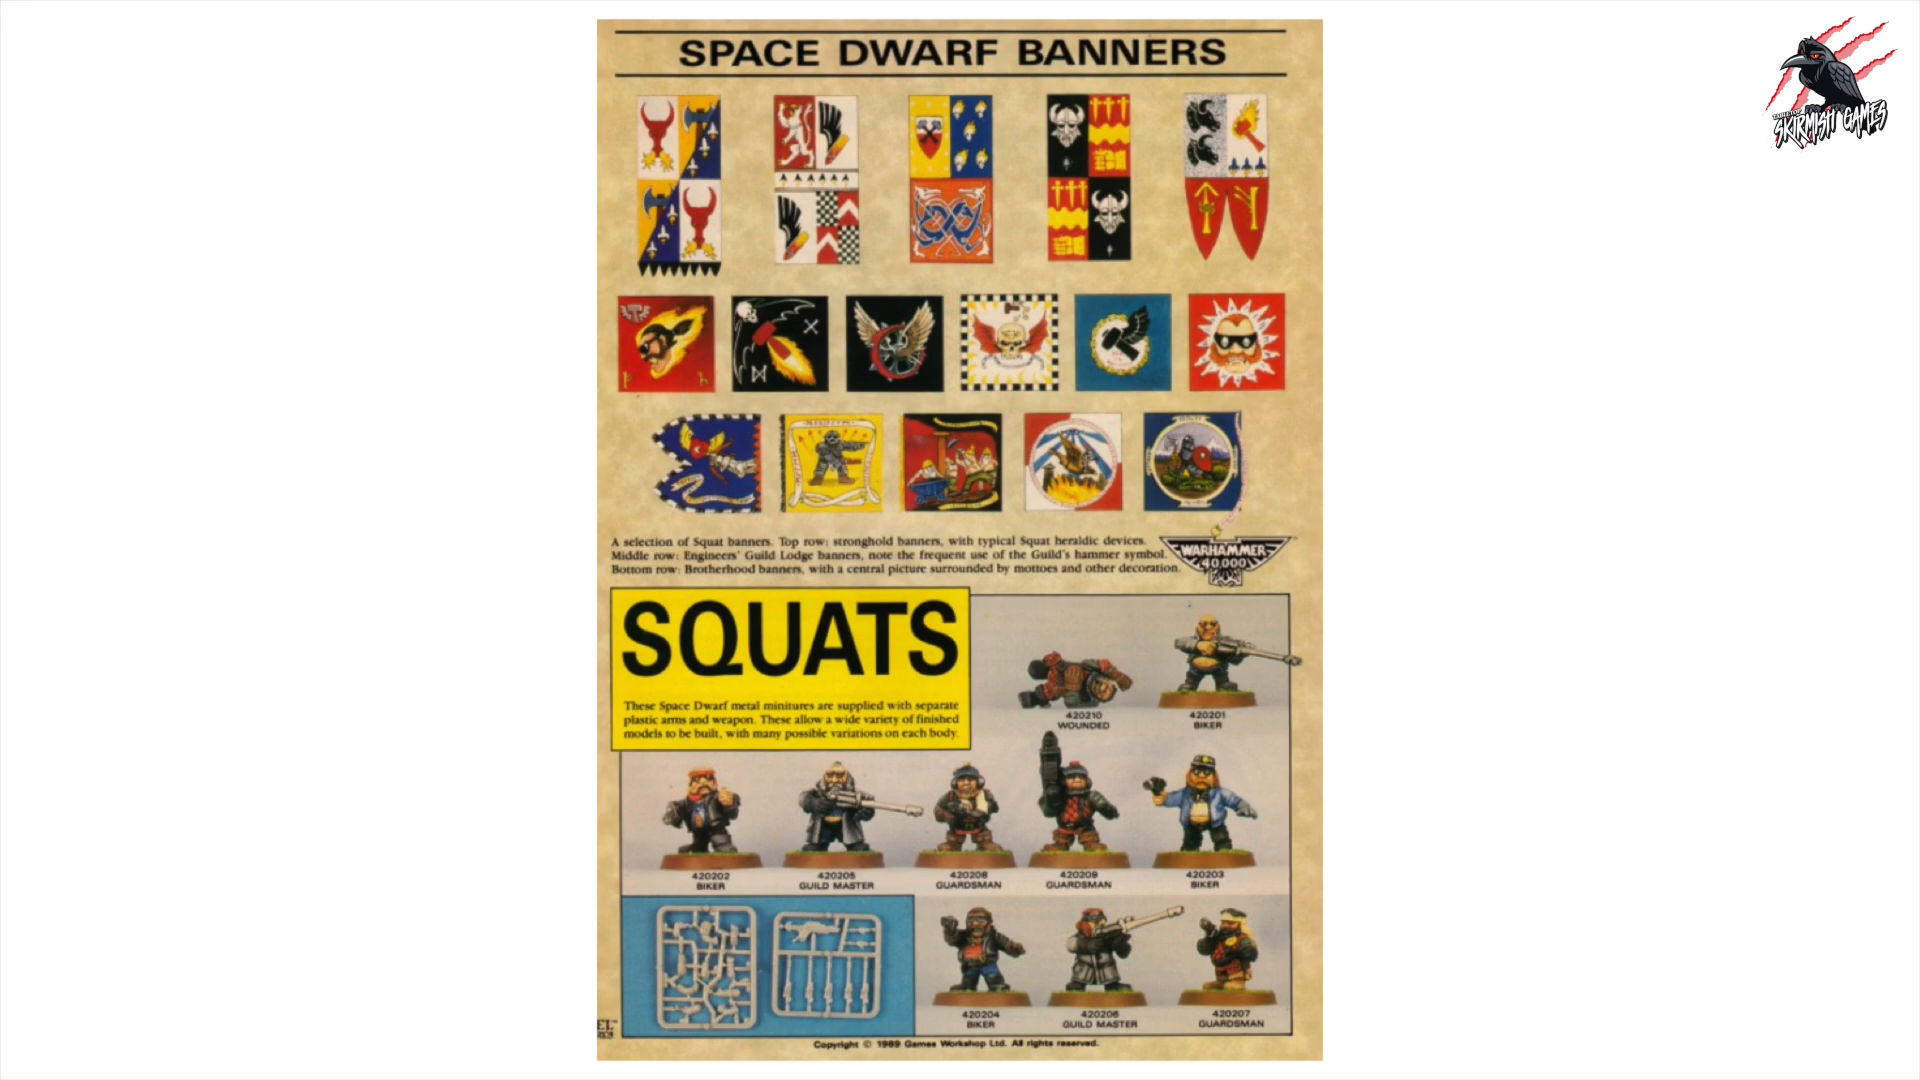 SPACE DWARF BANNERS
SKIRMISH GAMES
A selection of Squat banners. Top row: stronghold banners, with typical Squat heraldic devices.
Middle row: Engineers' Guild Lodge banners, note the frequent use of the Guild's hammer symbol.
Bottom row: Brotherhood banners, with a central picture surrounded by mottoes and other decoration.
WARHAMMER
40,000
SQUATS
These Space Dwarf metal minitures are supplied with separate
plastic arms and weapon. These allow a wide variety of finished
models to be built, with many possible variations on each body.
420210
WOUNDED
420201
BIKER
420202
BIKER
420205
GUILD MASTER
420208
GUARDSMAN
420209
GUARDSMAN
420203
BIKER
420204
BIKER
420206
GUILD MASTER
420207
GUARDSMAN
Copyright © 1989 Games Workshop Ltd. All rights reserved.